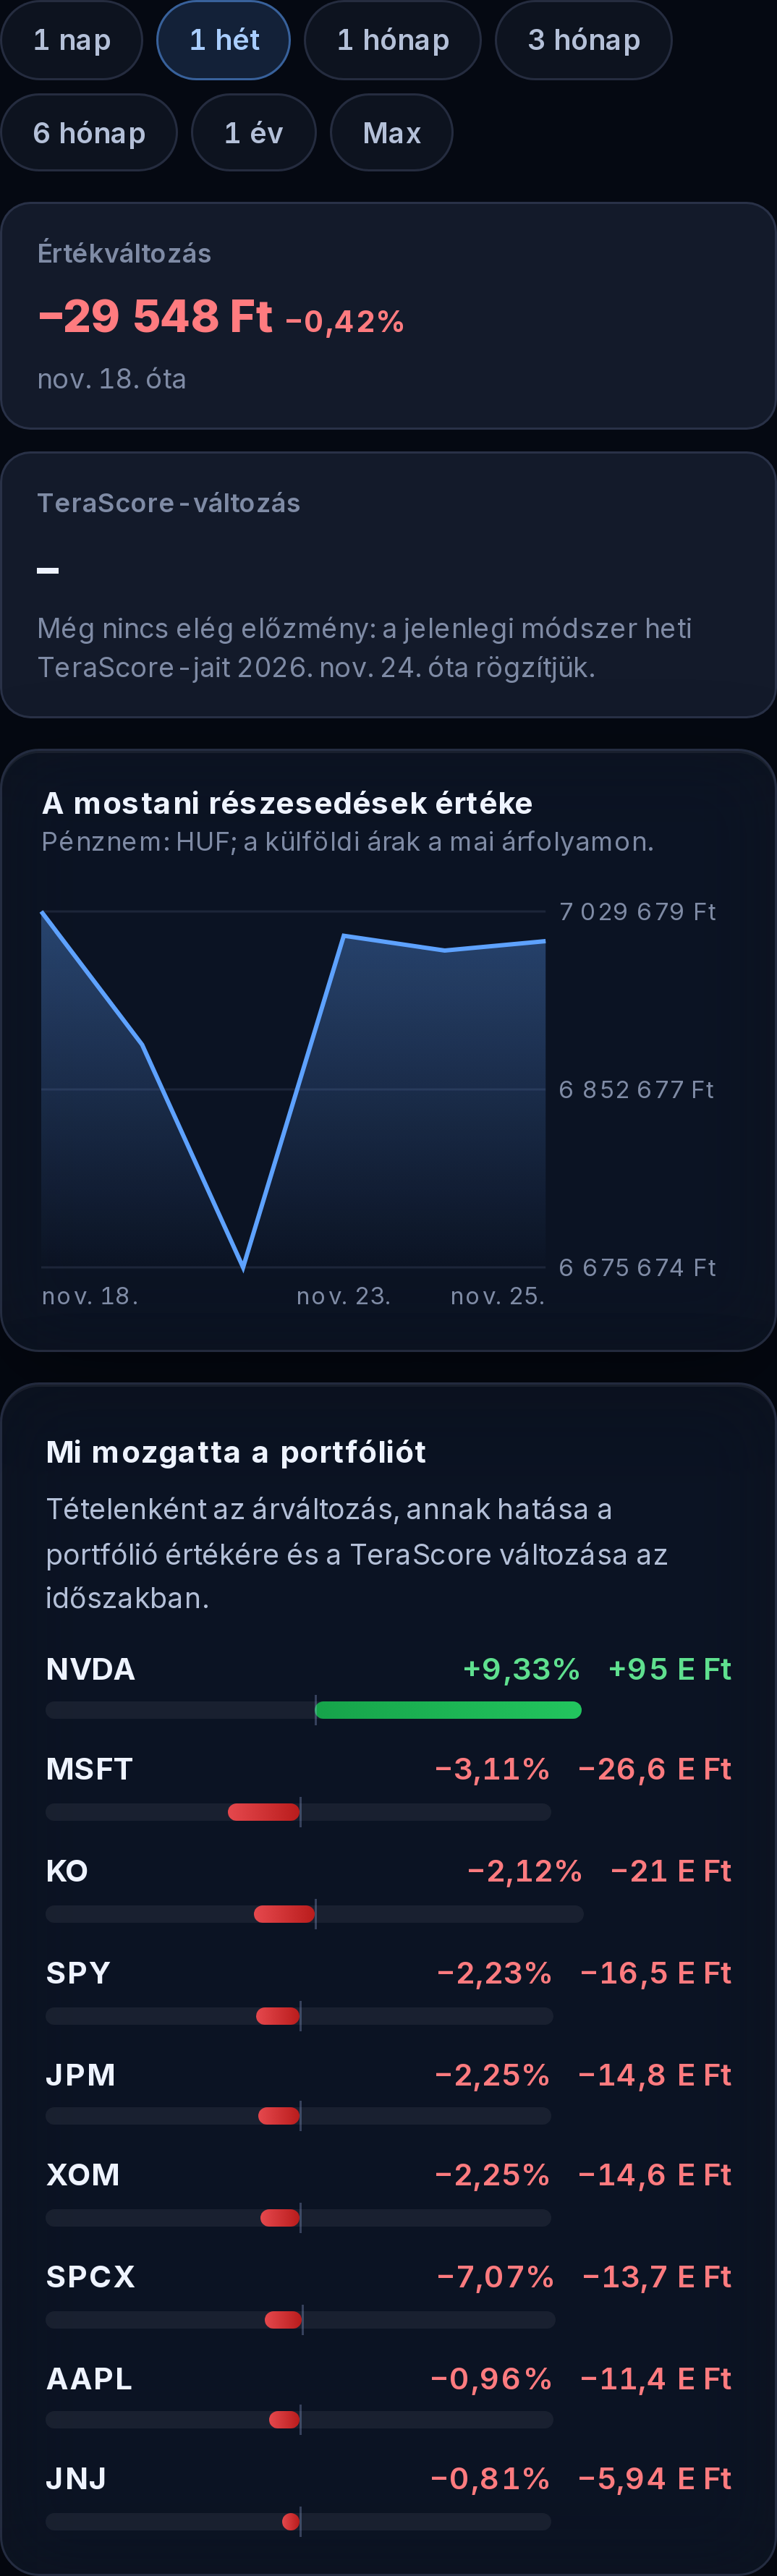 1 nap
1 hét
1 hónap
3 hónap
6 hónap
1 év
Max
Értékváltozás
−29 548 Ft −0,42%
nov. 18. óta
TeraScore-változás
–
Még nincs elég előzmény: a jelenlegi módszer heti
TeraScore-jait 2026. nov. 24. óta rögzítjük.
A mostani részesedések értéke
Pénznem: HUF; a külföldi árak a mai árfolyamon.
7 029 679 Ft
6 852 677 Ft
6 675 674 Ft
nov. 18.
nov. 23.
nov. 25.
Mi mozgatta a portfóliót
Tételenként az árváltozás, annak hatása a
portfólió értékére és a TeraScore változása az
időszakban.
NVDA +9,33% +95 E Ft
MSFT −3,11% −26,6 E Ft
KO −2,12% −21 E Ft
SPY −2,23% −16,5 E Ft
JPM −2,25% −14,8 E Ft
XOM −2,25% −14,6 E Ft
SPCX −7,07% −13,7 E Ft
AAPL −0,96% −11,4 E Ft
JNJ −0,81% −5,94 E Ft